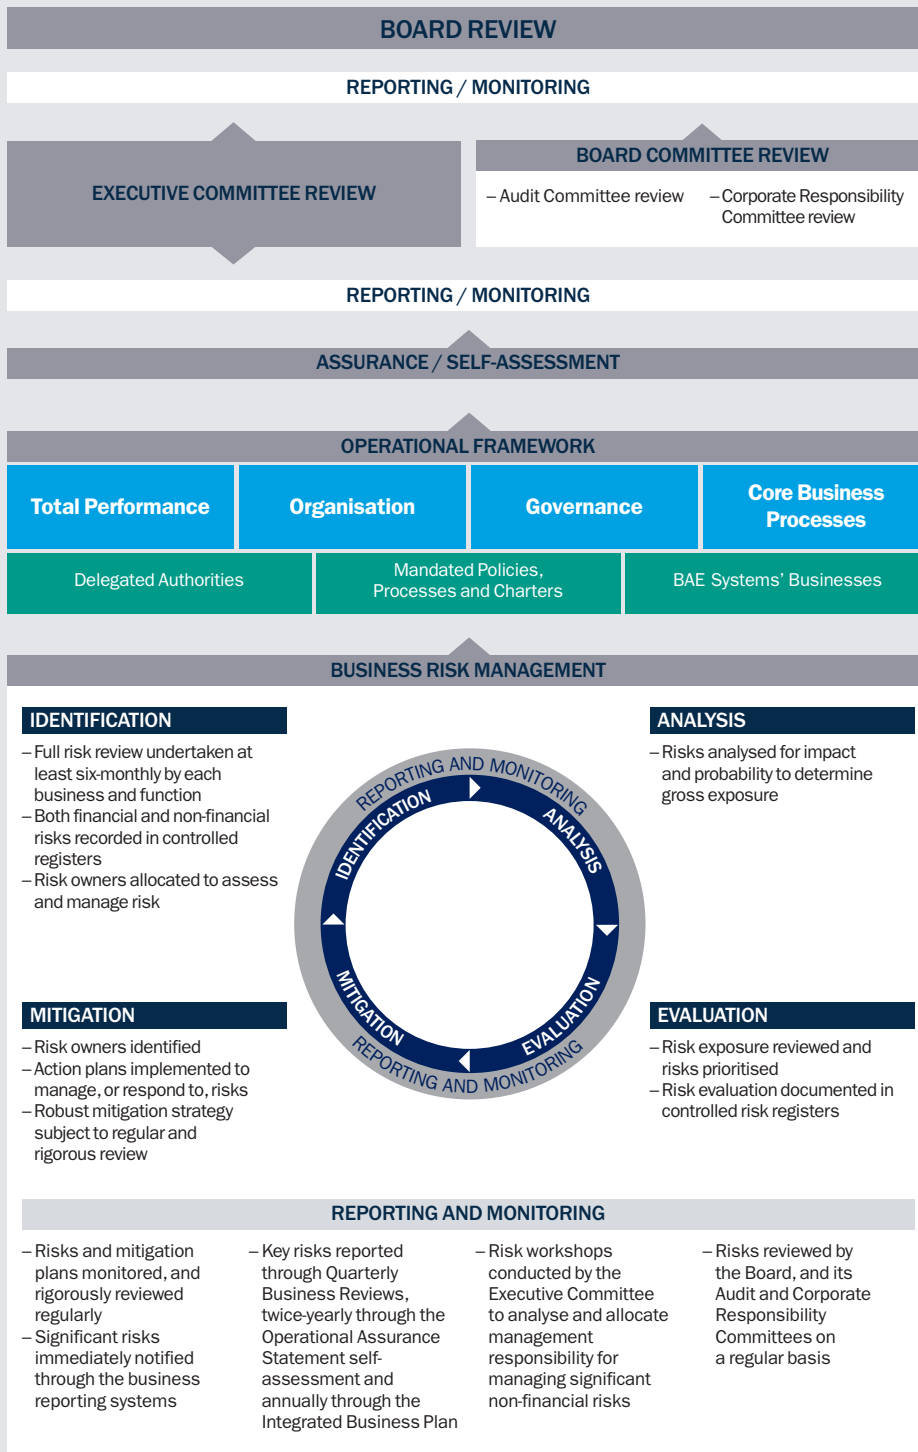 BOARD REVIEW
REPORTING / MONITORING
EXECUTIVE COMMITTEE REVIEW
BOARD COMMITTEE REVIEW
– Audit Committee review
– Corporate Responsibility
Committee review
REPORTING / MONITORING
ASSURANCE / SELF-ASSESSMENT
OPERATIONAL FRAMEWORK
Total Performance
Organisation
Governance
Core Business
Processes
Delegated Authorities
Mandated Policies,
Processes and Charters
BAE Systems’ Businesses
BUSINESS RISK MANAGEMENT
IDENTIFICATION
– Full risk review undertaken at
least six-monthly by each
business and function
– Both financial and non-financial
risks recorded in controlled
registers
– Risk owners allocated to assess
and manage risk
ANALYSIS
– Risks analysed for impact
and probability to determine
gross exposure
REPORTING AND MONITORING
IDENTIFICATION
ANALYSIS
MITIGATION
EVALUATION
REPORTING AND MONITORING
MITIGATION
– Risk owners identified
– Action plans implemented to
manage, or respond to, risks
– Robust mitigation strategy
subject to regular and
rigorous review
EVALUATION
– Risk exposure reviewed and
risks prioritised
– Risk evaluation documented in
controlled risk registers
REPORTING AND MONITORING
– Risks and mitigation
plans monitored, and
rigorously reviewed
regularly
– Significant risks
immediately notified
through the business
reporting systems
– Key risks reported
through Quarterly
Business Reviews,
twice-yearly through the
Operational Assurance
Statement self-
assessment and
annually through the
Integrated Business Plan
– Risk workshops
conducted by the
Executive Committee
to analyse and allocate
management
responsibility for
managing significant
non-financial risks
– Risks reviewed by
the Board, and its
Audit and Corporate
Responsibility
Committees on
a regular basis